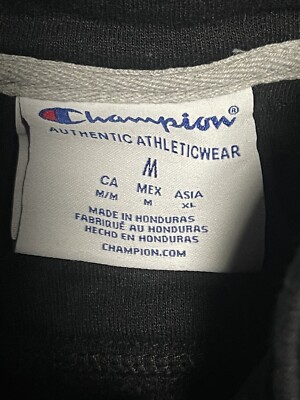 Champion®
AUTHENTIC ATHLETICWEAR
M
CA MEX ASIA
M/M M XL
MADE IN HONDURAS
FABRIQUÉ AU HONDURAS
HECHO EN HONDURAS
CHAMPION.COM